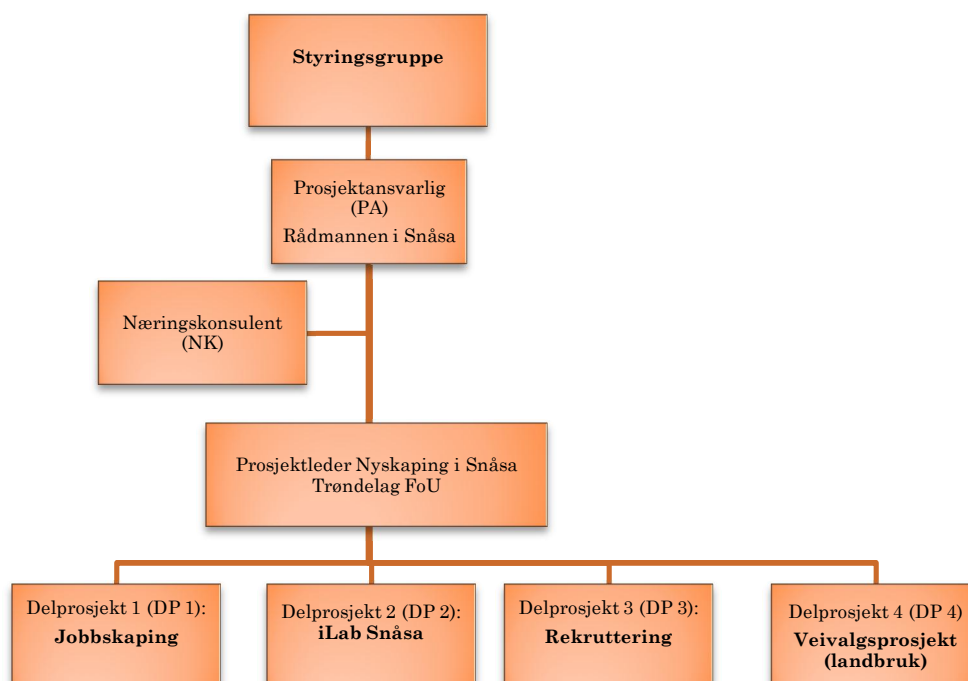 Styringsgruppe
Prosjektansvarlig
(PA)
Rådmannen i Snåsa
Næringskonsulent
(NK)
Prosjektleder Nyskaping i Snåsa
Trøndelag FoU
Delprosjekt 1 (DP 1):
Jobbskaping
Delprosjekt 2 (DP 2):
iLab Snåsa
Delprosjekt 3 (DP 3):
Rekruttering
Delprosjekt 4 (DP 4)
Veivalgsprosjekt
(landbruk)